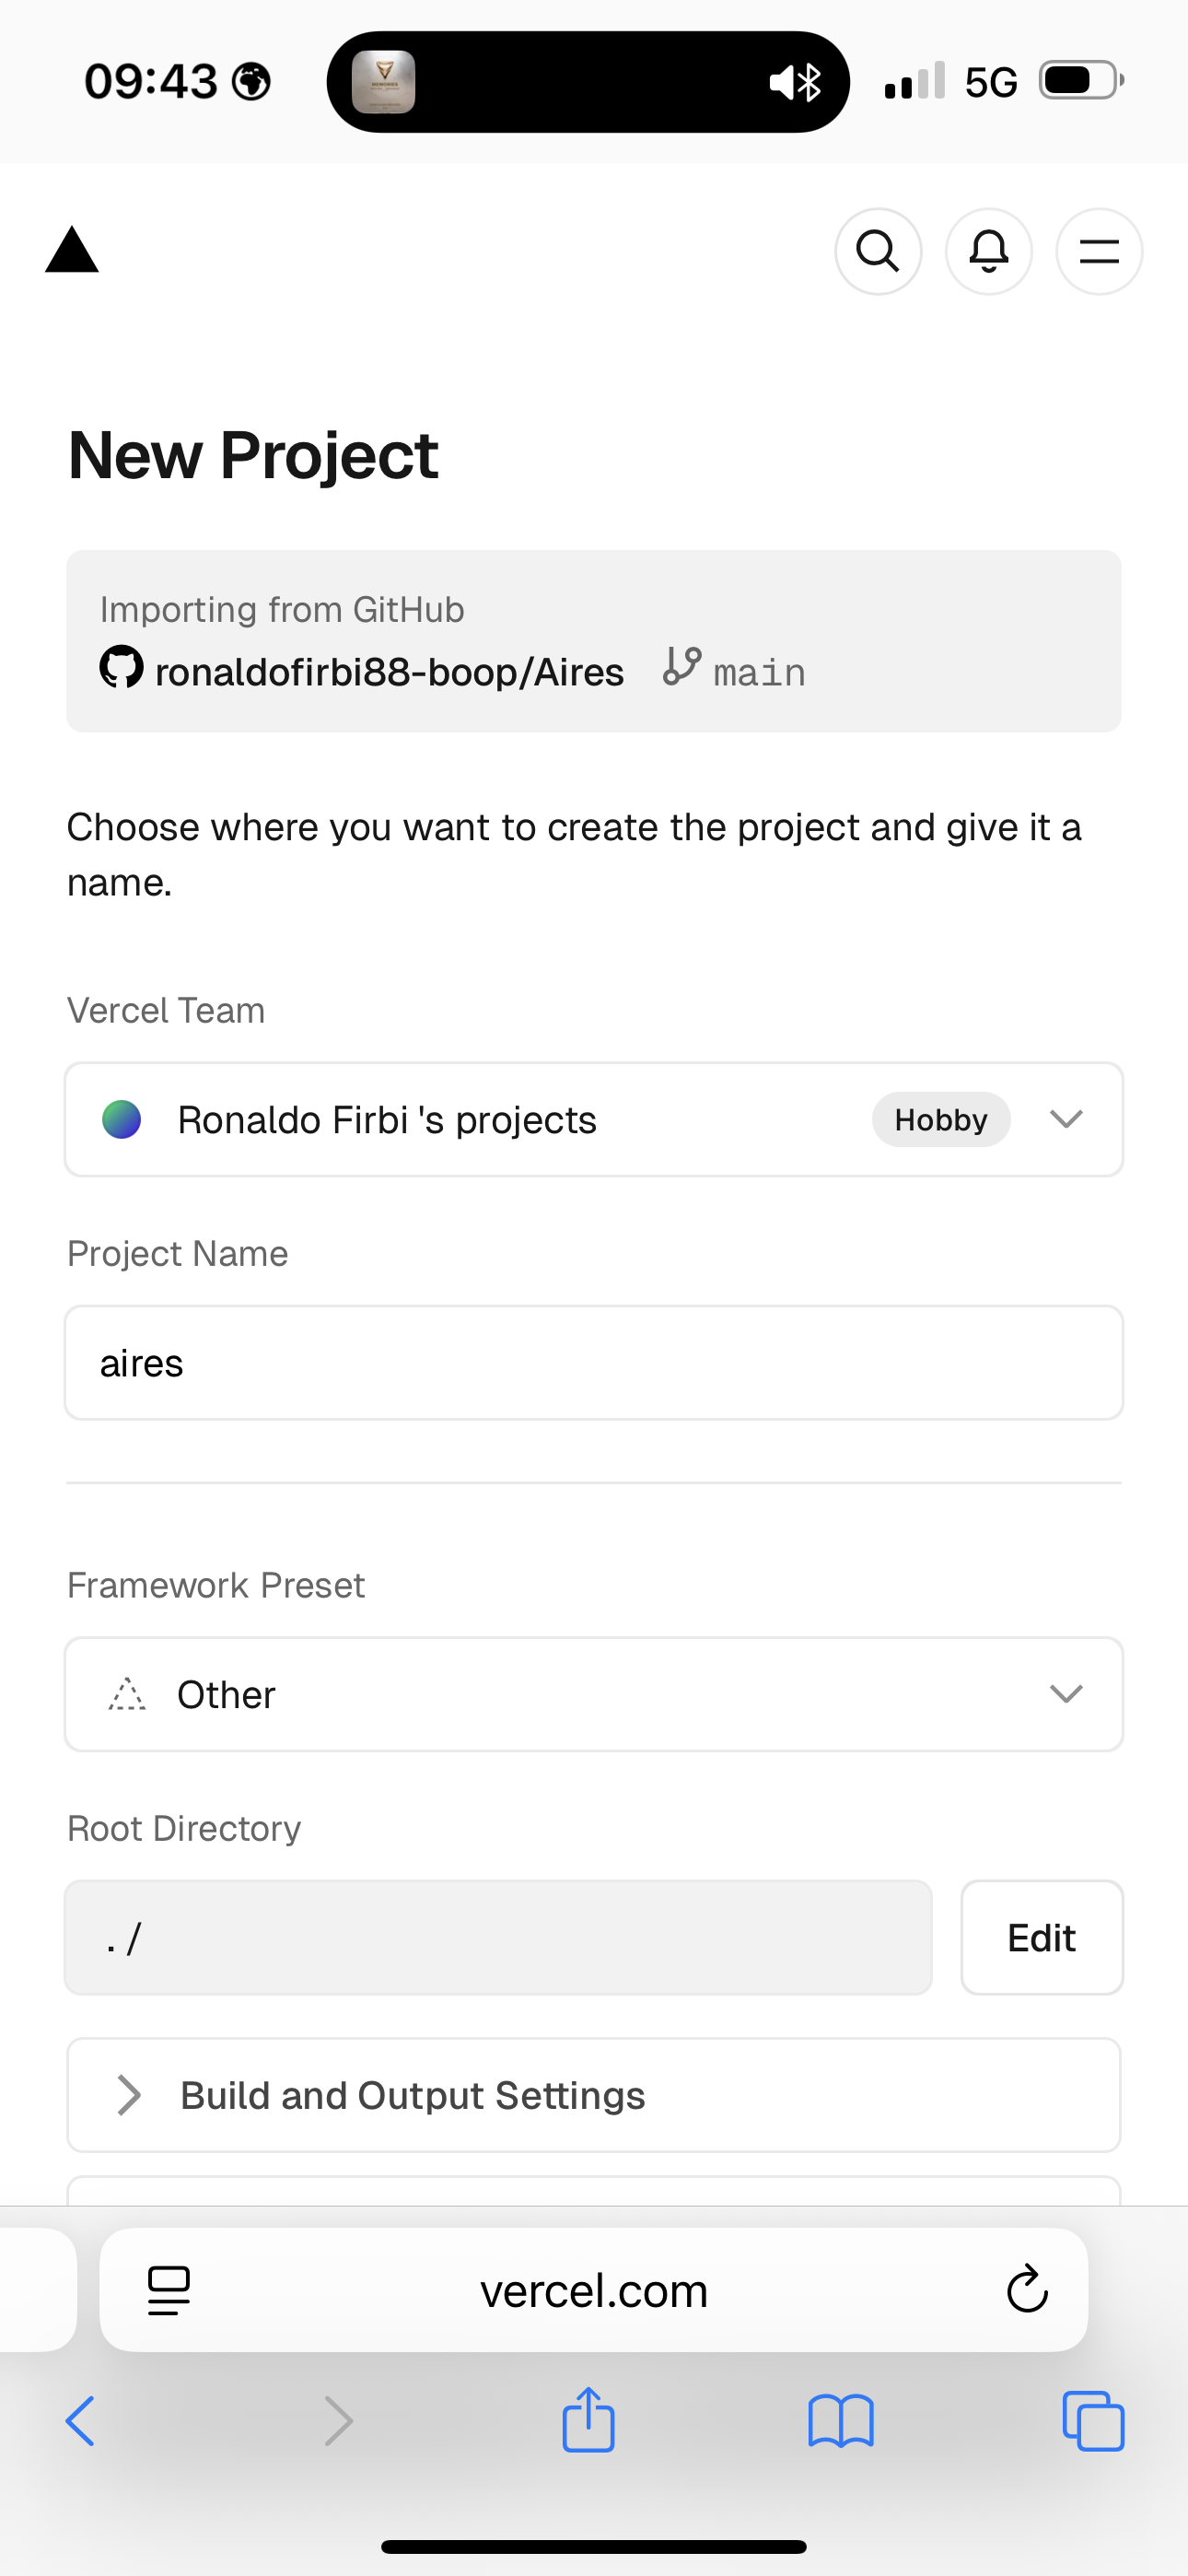 09:43
5G
New Project
Importing from GitHub
ronaldofirbi88-boop/Aires main
Choose where you want to create the project and give it a
name.
Vercel Team
Ronaldo Firbi 's projects Hobby
Project Name
aires
Framework Preset
Other
Root Directory
./
Edit
Build and Output Settings
vercel.com